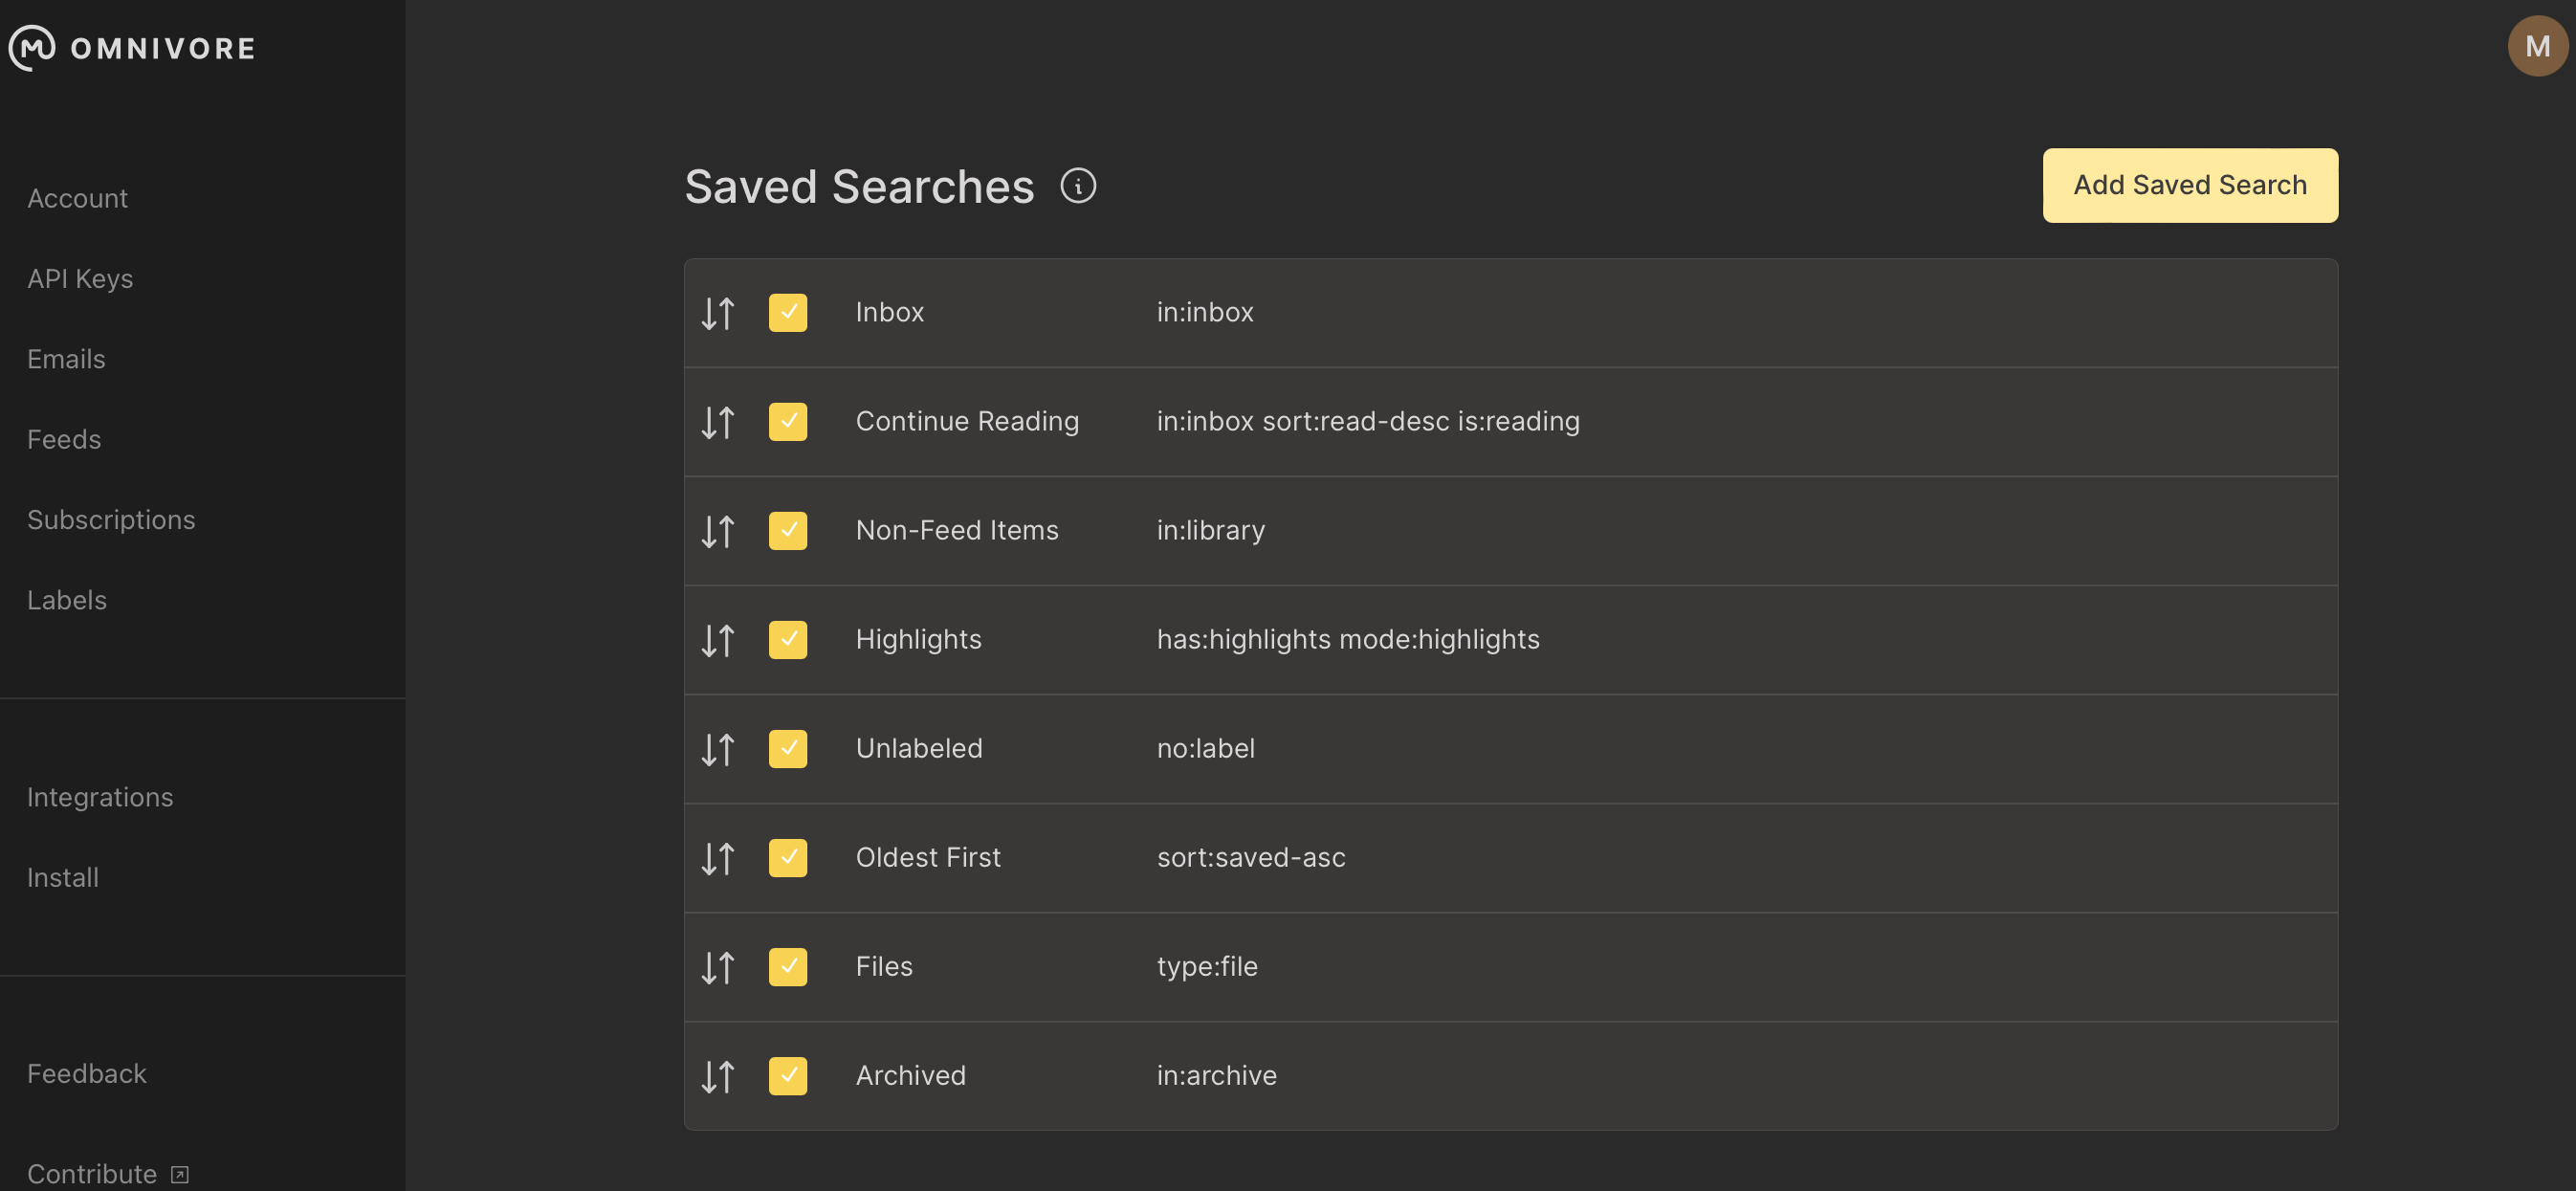 OMNIVORE
M
Account
API Keys
Emails
Feeds
Subscriptions
Labels
Integrations
Install
Feedback
Contribute
Saved Searches
Add Saved Search
Inbox in:inbox
Continue Reading in:inbox sort:read-desc is:reading
Non-Feed Items in:library
Highlights has:highlights mode:highlights
Unlabeled no:label
Oldest First sort:saved-asc
Files type:file
Archived in:archive